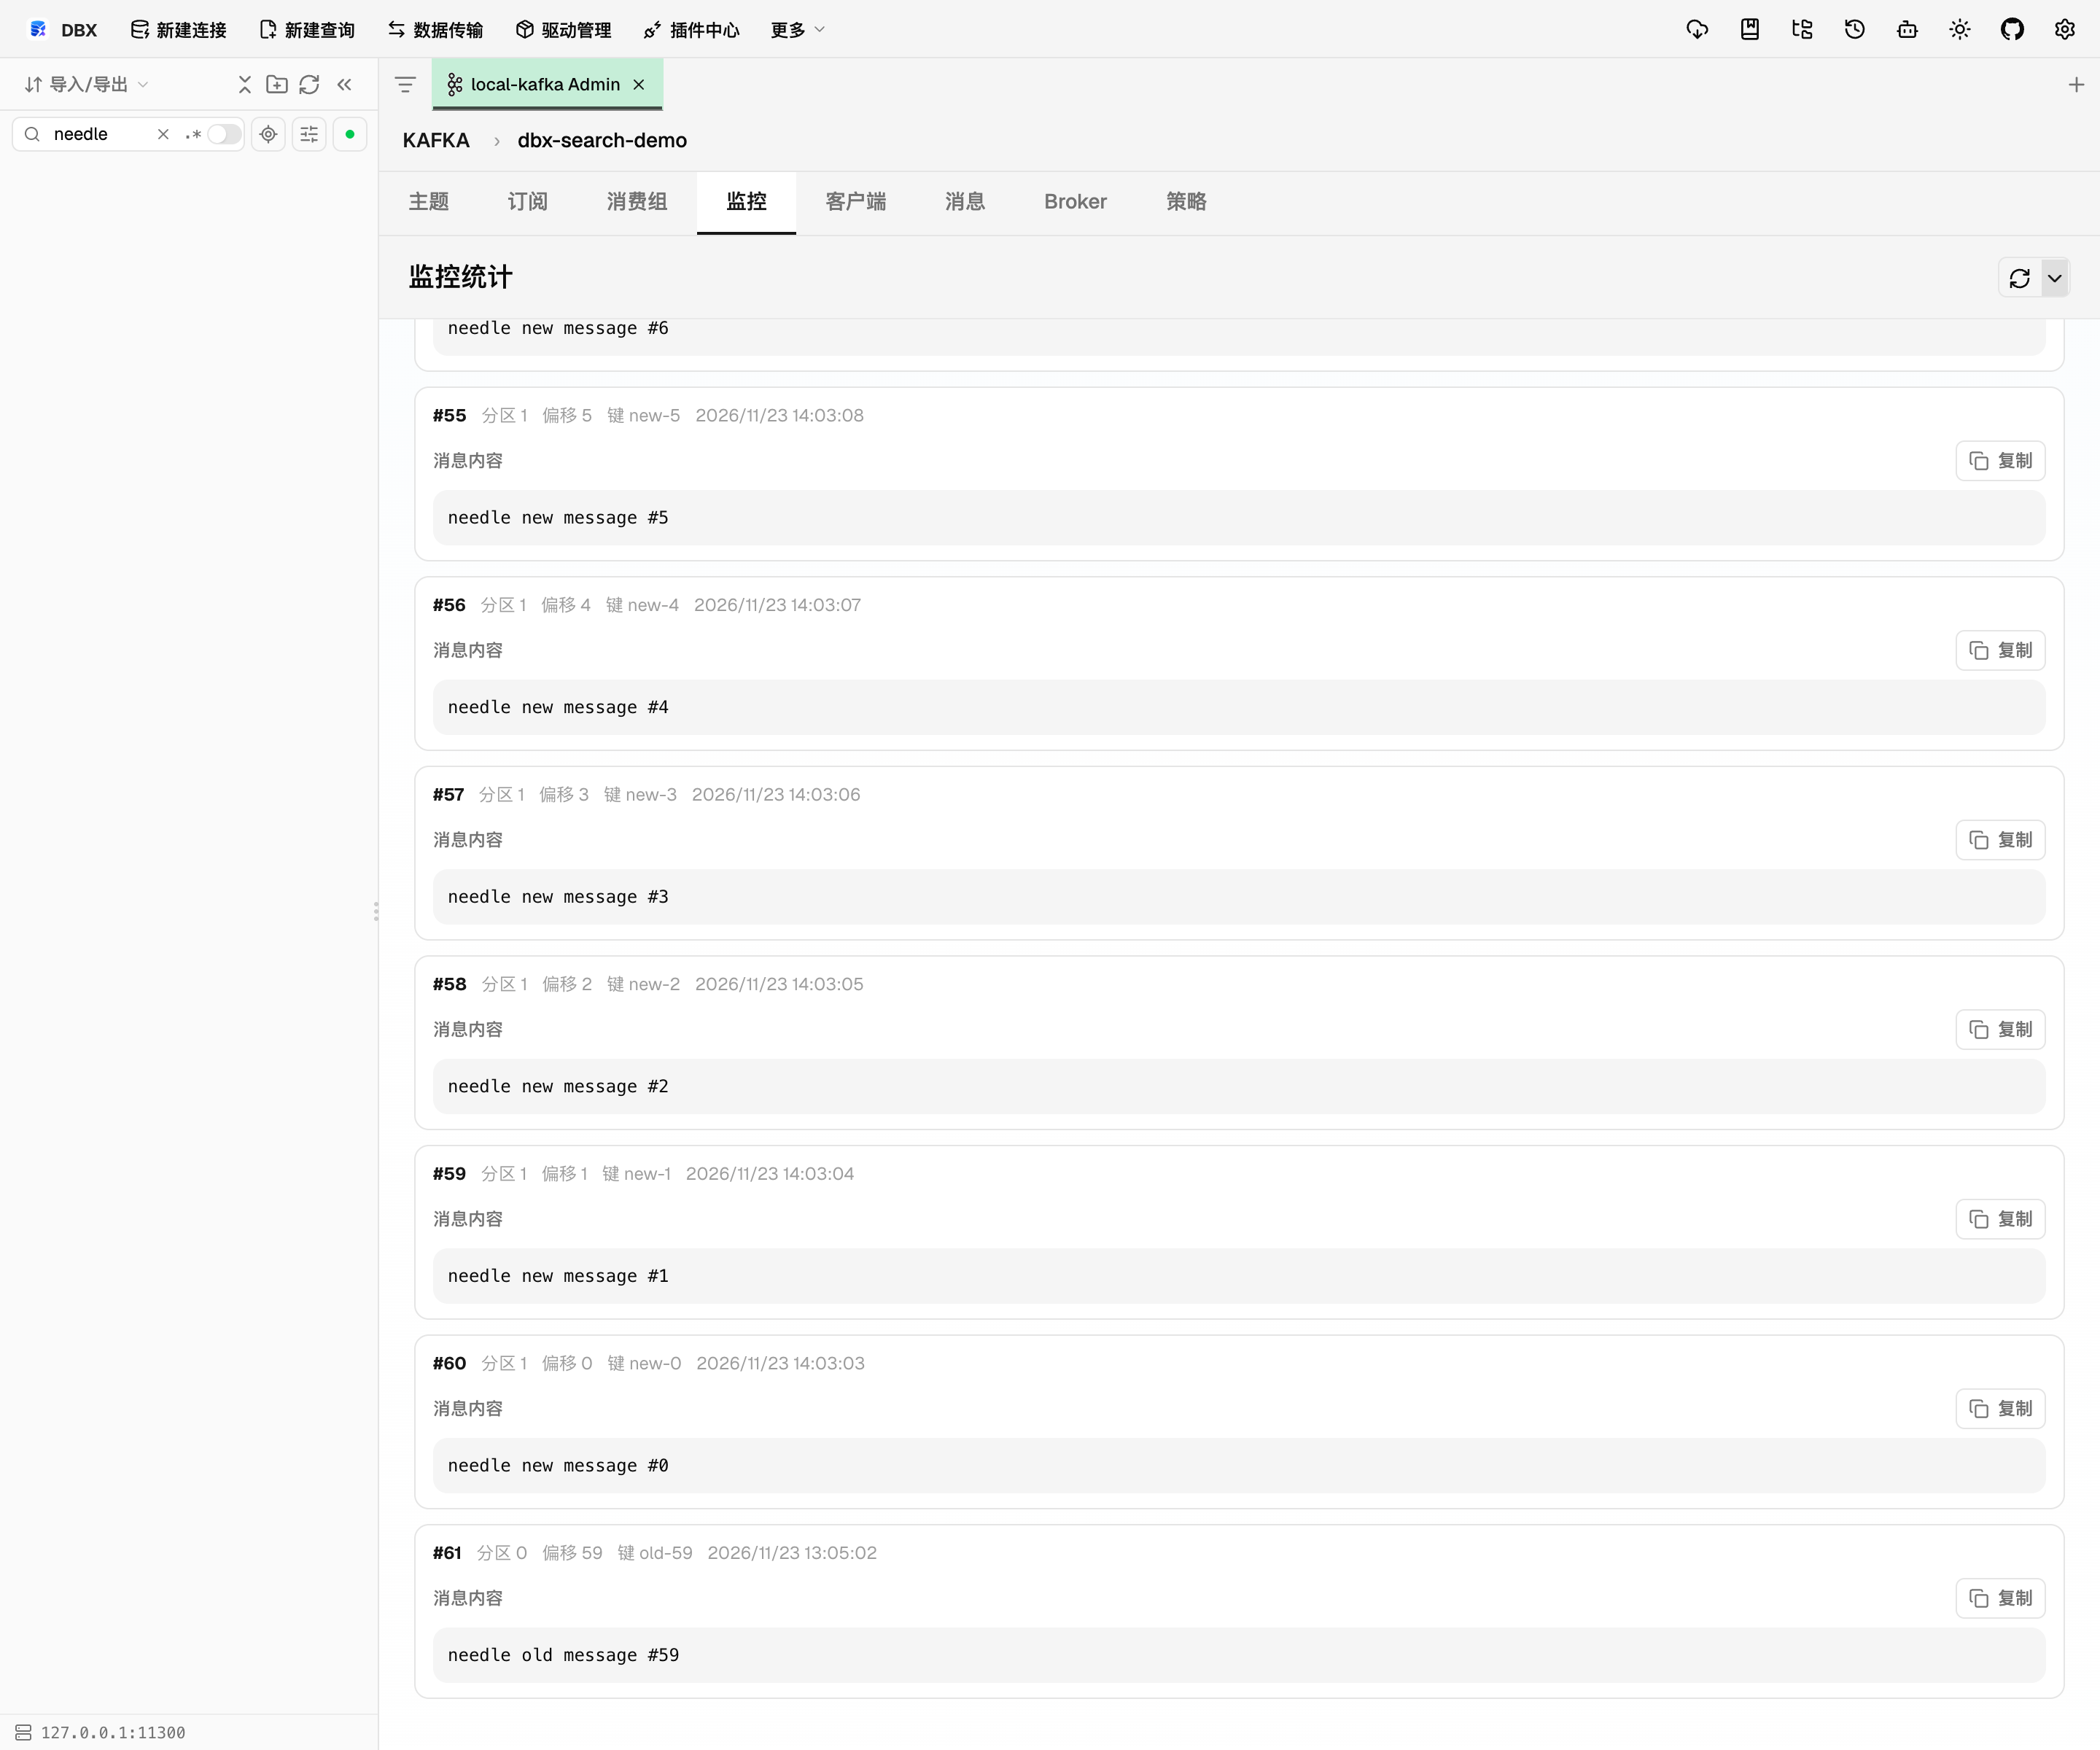 DBX 新建连接 新建查询 数据传输 驱动管理 插件中心 更多
导入/导出
local-kafka Admin
needle .*
KAFKA › dbx-search-demo
主题 订阅 消费组 监控 客户端 消息 Broker 策略
监控统计
needle new message #6
#55 分区 1 偏移 5 键 new-5 2026/11/23 14:03:08
消息内容 复制
needle new message #5
#56 分区 1 偏移 4 键 new-4 2026/11/23 14:03:07
消息内容 复制
needle new message #4
#57 分区 1 偏移 3 键 new-3 2026/11/23 14:03:06
消息内容 复制
needle new message #3
#58 分区 1 偏移 2 键 new-2 2026/11/23 14:03:05
消息内容 复制
needle new message #2
#59 分区 1 偏移 1 键 new-1 2026/11/23 14:03:04
消息内容 复制
needle new message #1
#60 分区 1 偏移 0 键 new-0 2026/11/23 14:03:03
消息内容 复制
needle new message #0
#61 分区 0 偏移 59 键 old-59 2026/11/23 13:05:02
消息内容 复制
needle old message #59
127.0.0.1:11300